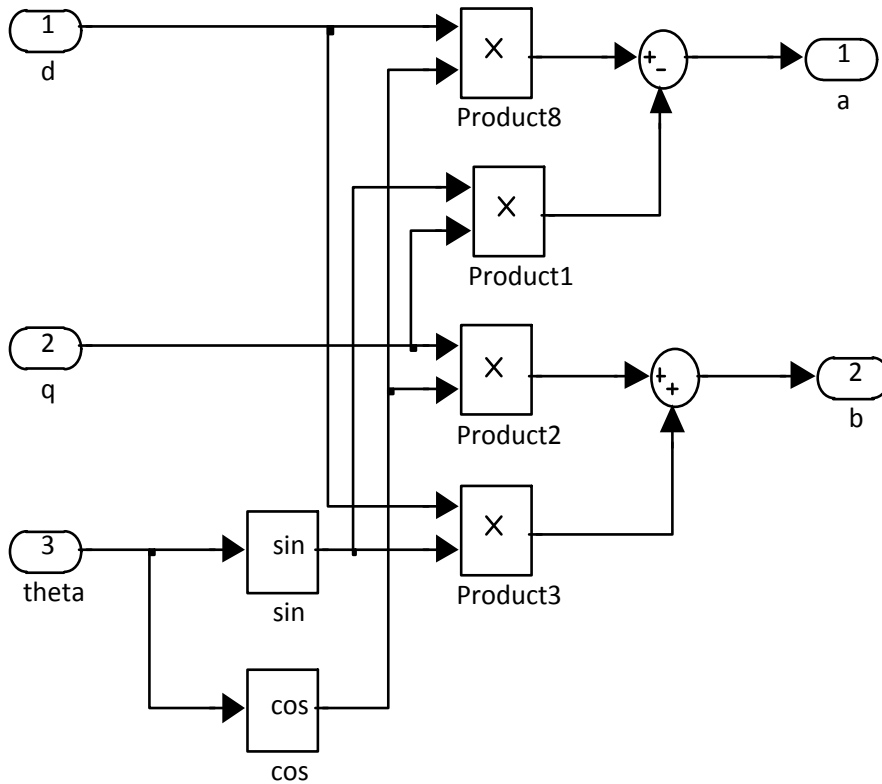 1
d
×
Product8
+
−
1
a
×
Product1
2
q
×
Product2
+
+
2
b
3
theta
sin
sin
×
Product3
cos
cos